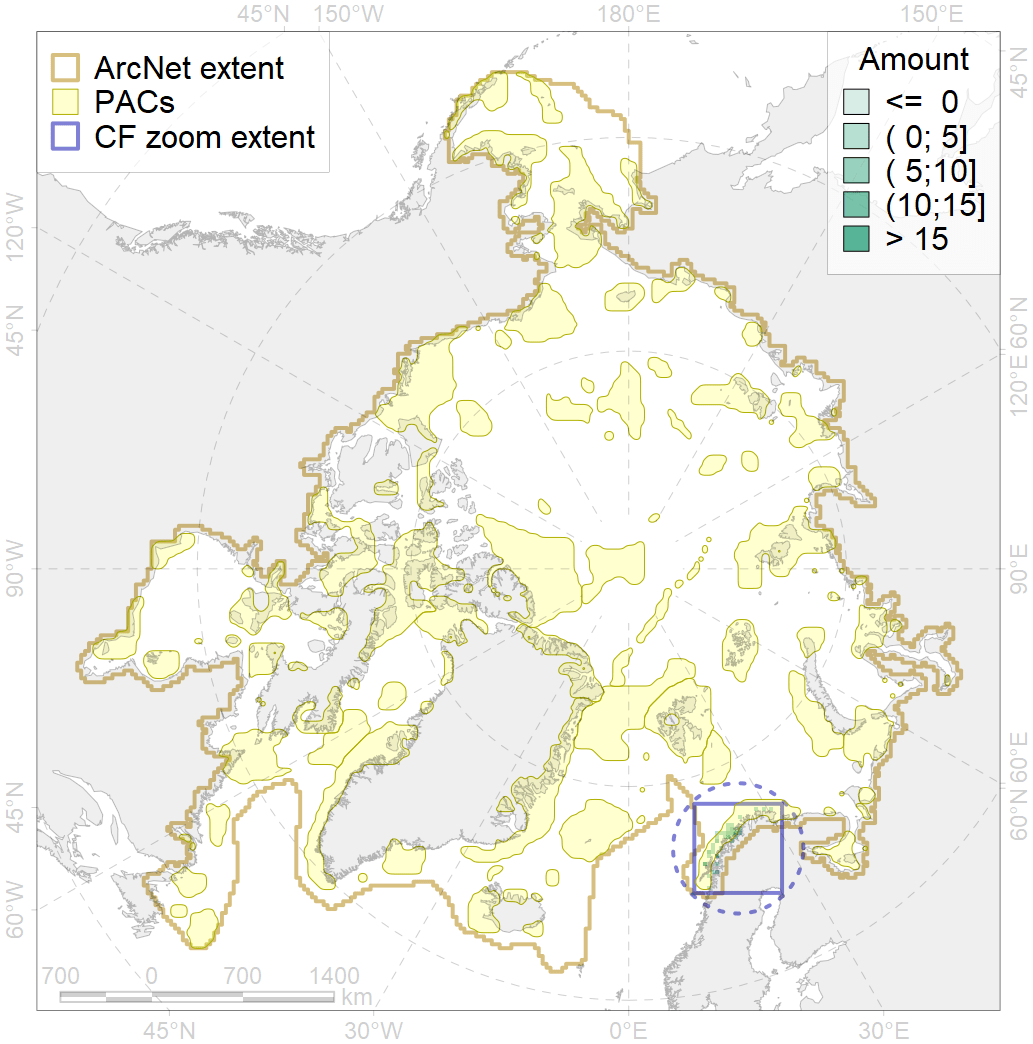 45°N 150°W 180°E 150°E
ArcNet extent
PACs
CF zoom extent
Amount
<= 0
( 0; 5]
( 5;10]
(10;15]
> 15
45°N
120°W
45°N
60°N
120°E
90°W
90°E
45°N
60°E
60°N
60°W
700 0 700 1400
km
45°N 30°W 0°E 30°E